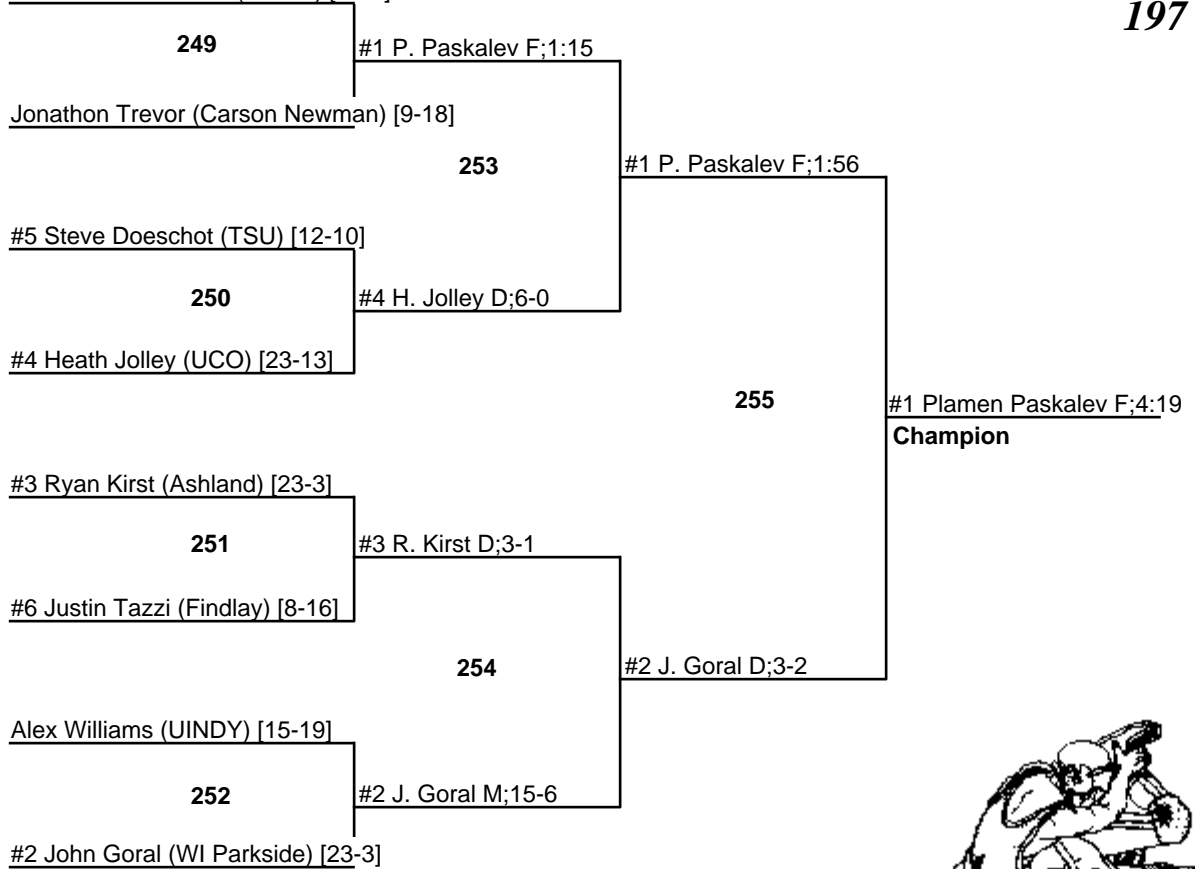 197
249
#1 P. Paskalev F;1:15
Jonathon Trevor (Carson Newman) [9-18]
253
#1 P. Paskalev F;1:56
#5 Steve Doeschot (TSU) [12-10]
250
#4 H. Jolley D;6-0
#4 Heath Jolley (UCO) [23-13]
255
#1 Plamen Paskalev F;4:19
Champion
#3 Ryan Kirst (Ashland) [23-3]
251
#3 R. Kirst D;3-1
#6 Justin Tazzi (Findlay) [8-16]
254
#2 J. Goral D;3-2
Alex Williams (UINDY) [15-19]
252
#2 J. Goral M;15-6
#2 John Goral (WI Parkside) [23-3]